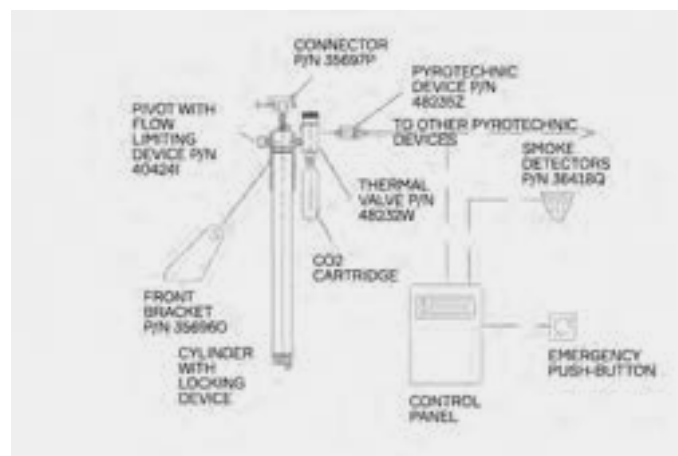 CONNECTOR
P/N 35697P
PYROTECHNIC
DEVICE P/N
48235Z
PIVOT WITH
FLOW
LIMITING
DEVICE P/N
40424I
TO OTHER PYROTECHNIC
DEVICES
SMOKE
DETECTORS
P/N 36418Q
THERMAL
VALVE P/N
48232W
CO2
CARTRIDGE
FRONT
BRACKET
P/N 35696O
CYLINDER
WITH
LOCKING
DEVICE
EMERGENCY
PUSH-BUTTON
CONTROL
PANEL